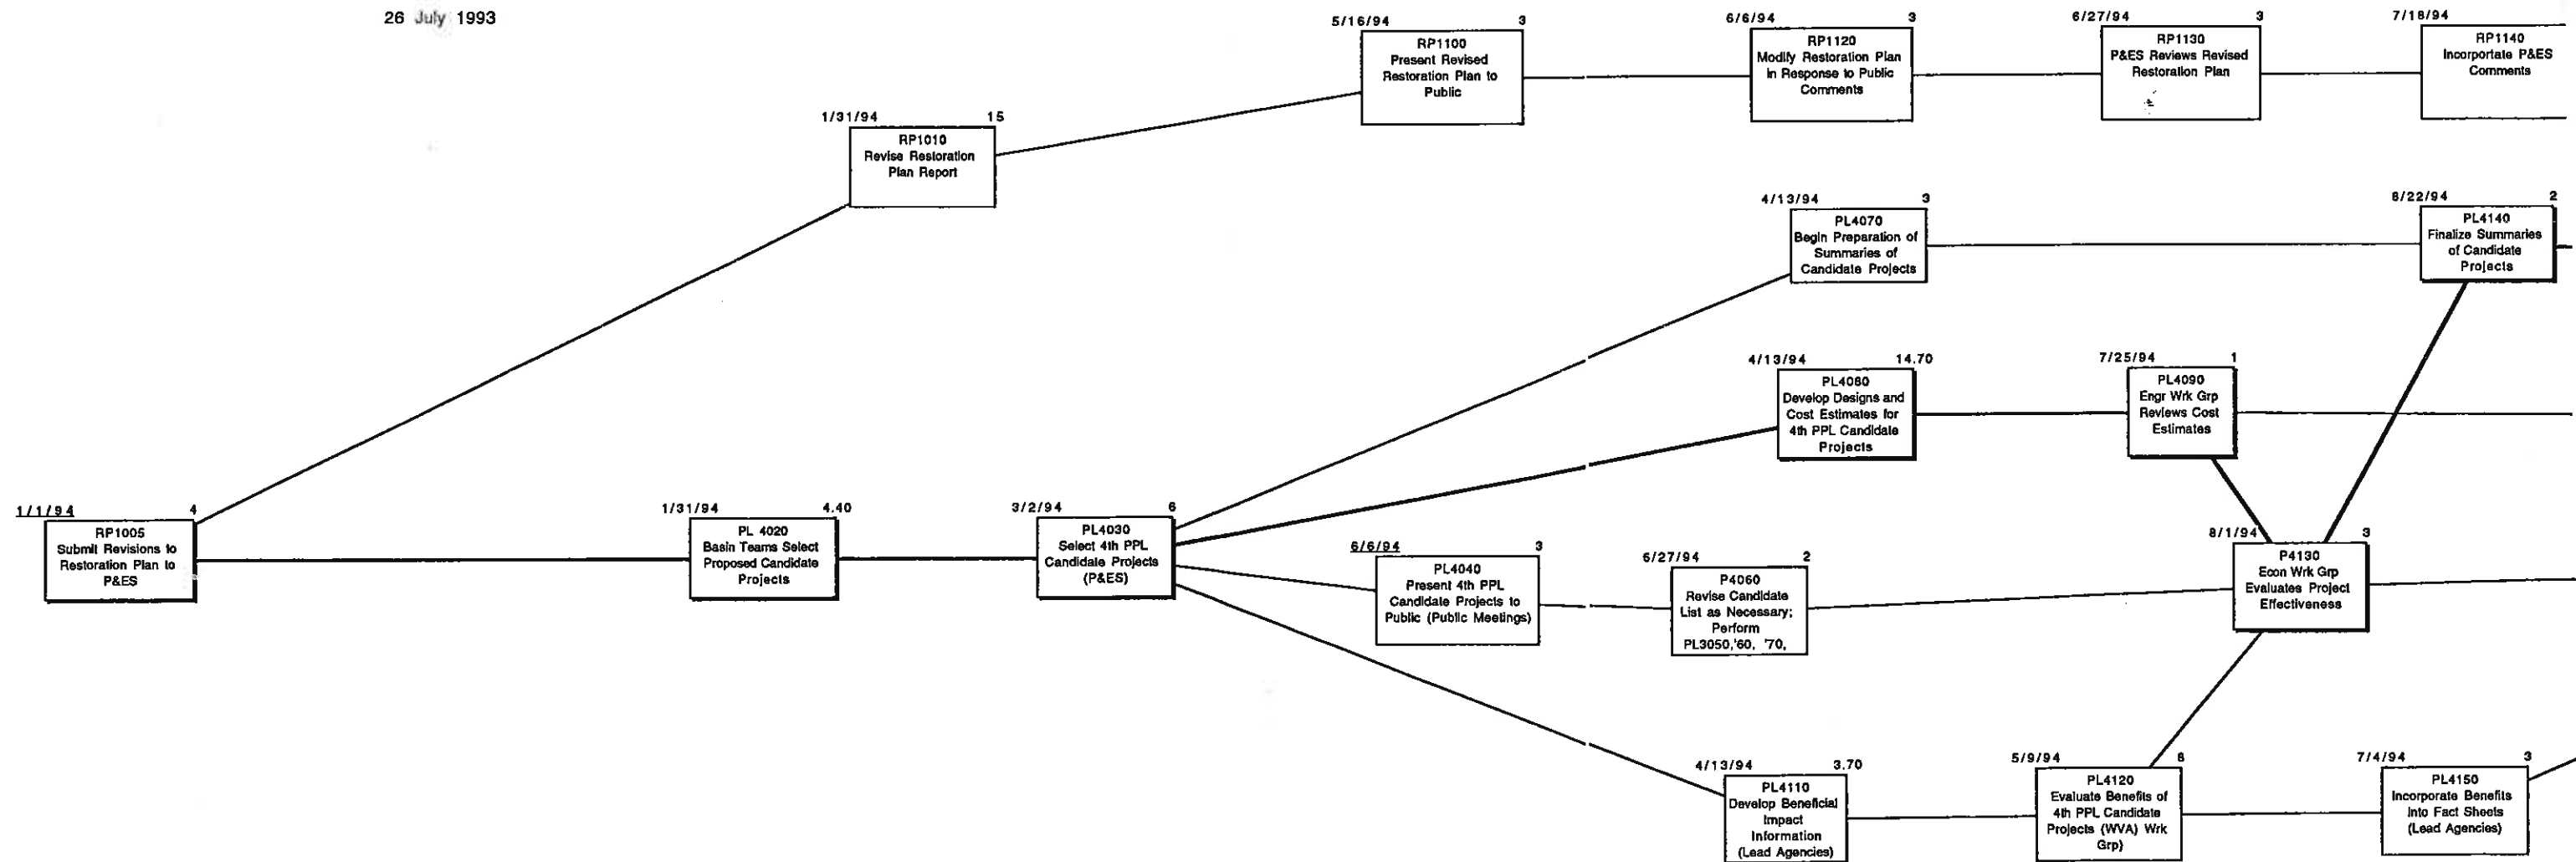 26 July 1993
5/16/94 3
RP1100
Present Revised
Restoration Plan to
Public
6/6/94 3
RP1120
Modify Restoration Plan
in Response to Public
Comments
6/27/94 3
RP1130
P&ES Reviews Revised
Restoration Plan
7/18/94
RP1140
Incorportate P&ES
Comments
1/31/94 15
RP1010
Revise Restoration
Plan Report
4/13/94 3
PL4070
Begin Preparation of
Summaries of
Candidate Projects
8/22/94 2
PL4140
Finalize Summaries
of Candidate
Projects
4/13/94 14.70
PL4080
Develop Designs and
Cost Estimates for
4th PPL Candidate
Projects
7/25/94 1
PL4090
Engr Wrk Grp
Reviews Cost
Estimates
1/1/94 4
RP1005
Submit Revisions to
Restoration Plan to
P&ES
1/31/94 4.40
PL 4020
Basin Teams Select
Proposed Candidate
Projects
3/2/94 6
PL4030
Select 4th PPL
Candidate Projects
(P&ES)
6/6/94 3
PL4040
Present 4th PPL
Candidate Projects to
Public (Public Meetings)
6/27/94 2
P4060
Revise Candidate
List as Necessary;
Perform
PL3050,'60, '70,
8/1/94 3
P4130
Econ Wrk Grp
Evaluates Project
Effectiveness
4/13/94 3.70
PL4110
Develop Beneficial
Impact
Information
(Lead Agencies)
5/9/94 8
PL4120
Evaluate Benefits of
4th PPL Candidate
Projects (WVA) Wrk
Grp)
7/4/94 3
PL4150
Incorporate Benefits
Into Fact Sheets
(Lead Agencies)